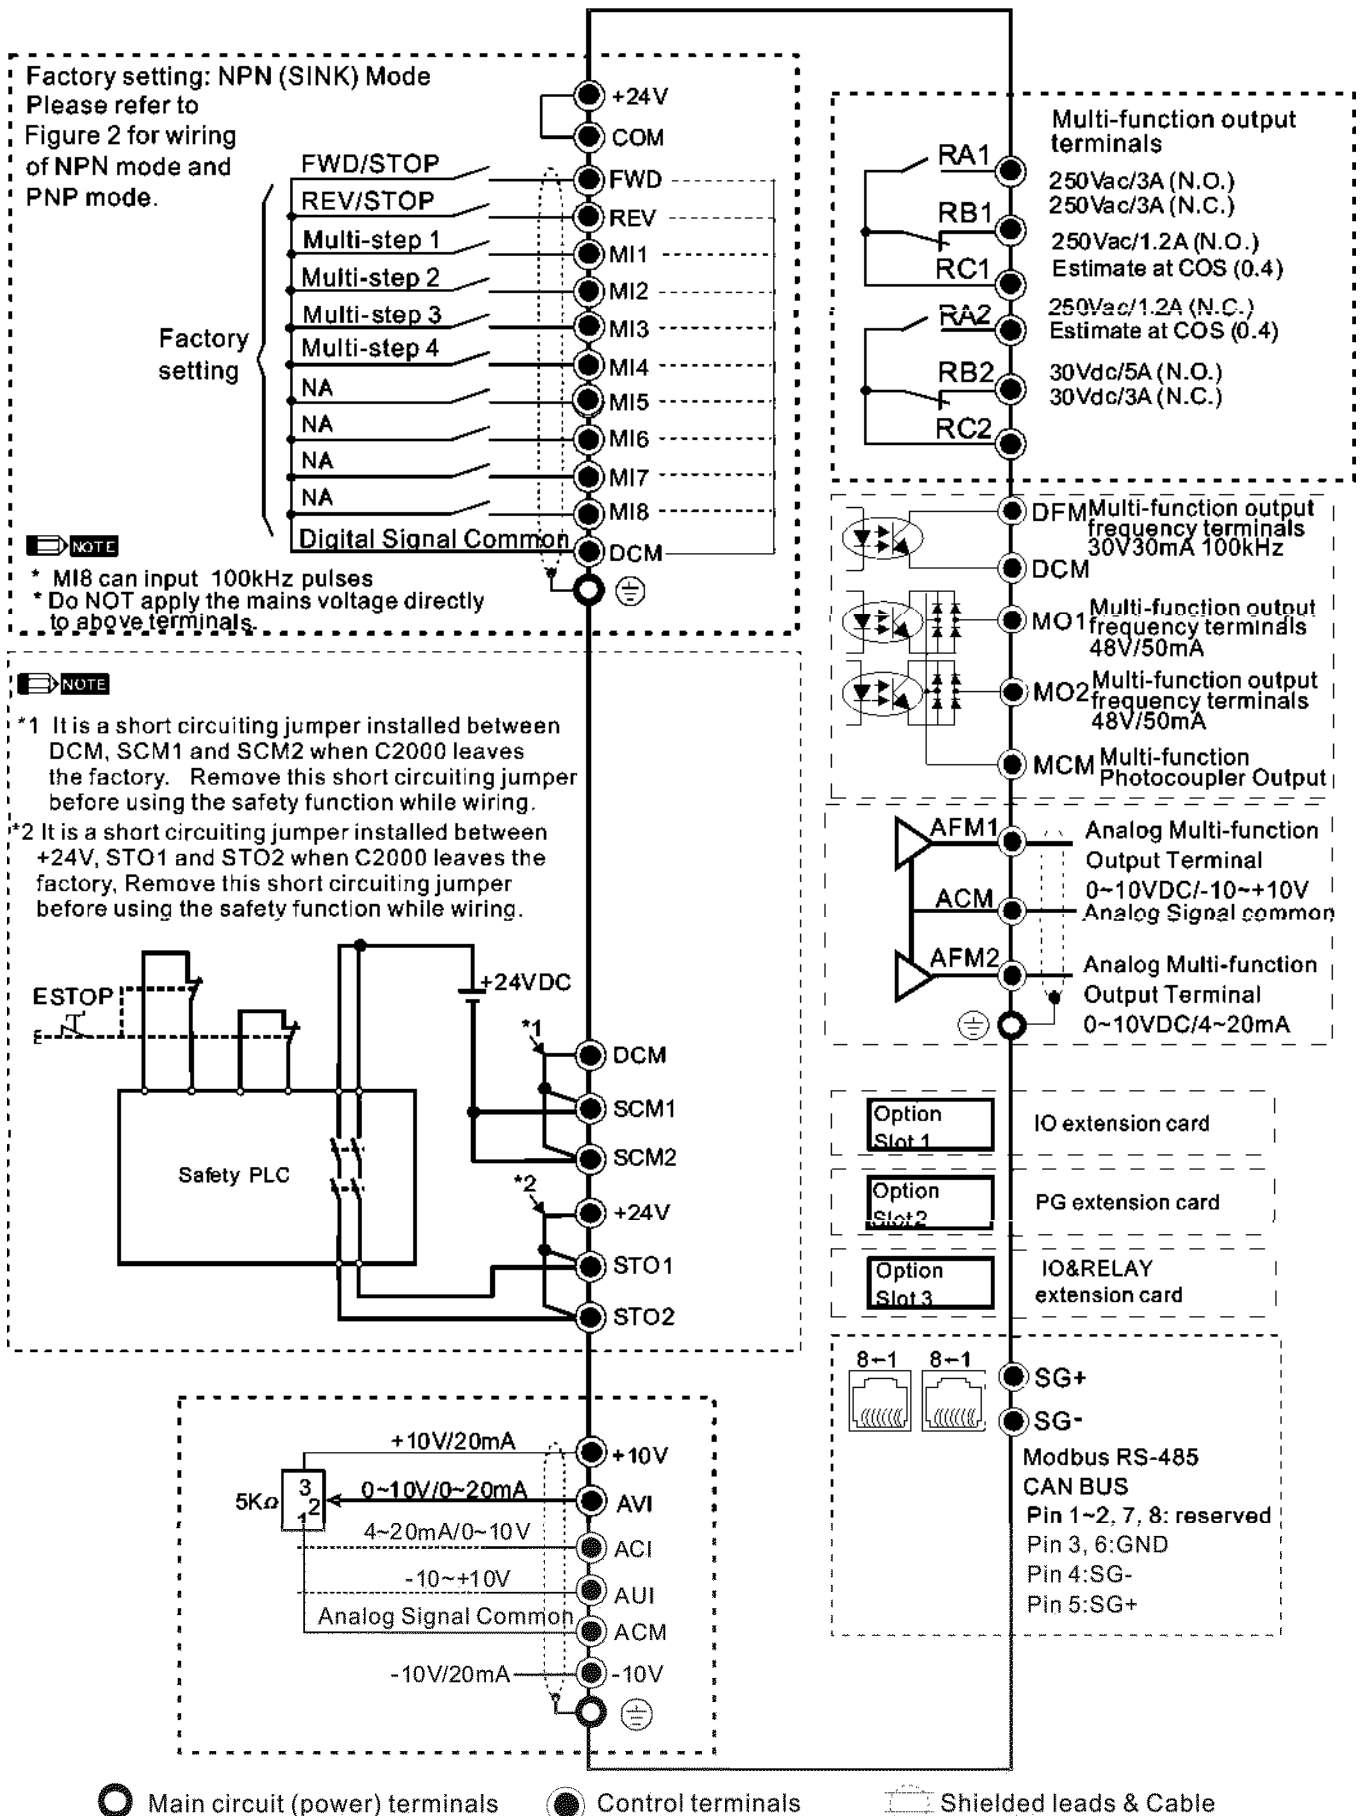 Factory setting: NPN (SINK) Mode
Please refer to
Figure 2 for wiring
of NPN mode and
PNP mode.
+24V
COM
FWD/STOP
FWD
REV/STOP
REV
Multi-step 1
MI1
Multi-step 2
MI2
Multi-step 3
MI3
Multi-step 4
MI4
Factory
setting
NA
MI5
NA
MI6
NA
MI7
NA
MI8
Digital Signal Common
DCM
NOTE
* MI8 can input 100kHz pulses
* Do NOT apply the mains voltage directly
to above terminals.
NOTE
*1 It is a short circuiting jumper installed between
DCM, SCM1 and SCM2 when C2000 leaves
the factory. Remove this short circuiting jumper
before using the safety function while wiring.
*2 It is a short circuiting jumper installed between
+24V, STO1 and STO2 when C2000 leaves the
factory, Remove this short circuiting jumper
before using the safety function while wiring.
ESTOP
+24VDC
*1
DCM
SCM1
SCM2
Safety PLC
*2
+24V
STO1
STO2
+10V/20mA
+10V
5KΩ
3
2
1
0~10V/0~20mA
AVI
4~20mA/0~10V
ACI
-10~+10V
AUI
Analog Signal Common
ACM
-10V/20mA
-10V
Multi-function output
terminals
RA1
250Vac/3A (N.O.)
250Vac/3A (N.C.)
RB1
250Vac/1.2A (N.O.)
Estimate at COS (0.4)
RC1
250Vac/1.2A (N.C.)
Estimate at COS (0.4)
RA2
RB2
30Vdc/5A (N.O.)
30Vdc/3A (N.C.)
RC2
DFM
Multi-function output
frequency terminals
30V30mA 100kHz
DCM
MO1
Multi-function output
frequency terminals
48V/50mA
MO2
Multi-function output
frequency terminals
48V/50mA
MCM
Multi-function
Photocoupler Output
AFM1
Analog Multi-function
Output Terminal
0~10VDC/-10~+10V
ACM
Analog Signal common
AFM2
Analog Multi-function
Output Terminal
0~10VDC/4~20mA
Option
Slot 1
IO extension card
Option
Slot2
PG extension card
Option
Slot 3
IO&RELAY
extension card
8←1
8←1
SG+
SG-
Modbus RS-485
CAN BUS
Pin 1~2, 7, 8: reserved
Pin 3, 6:GND
Pin 4:SG-
Pin 5:SG+
Main circuit (power) terminals
Control terminals
Shielded leads & Cable